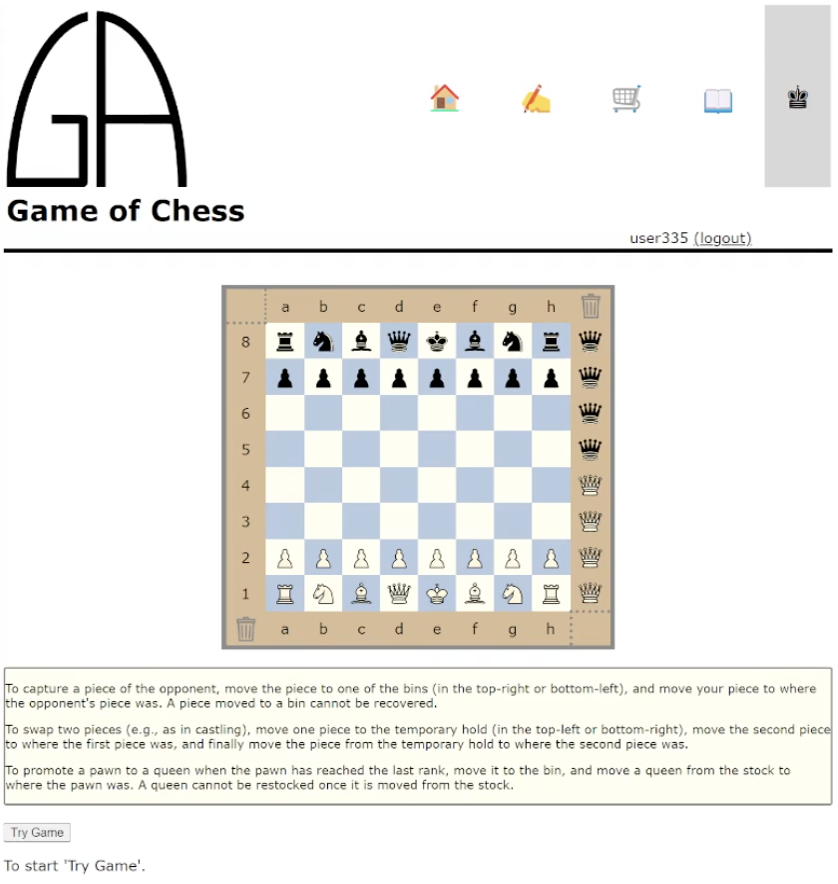 GA
Game of Chess
user335 (logout)
a b c d e f g h
8
7
6
5
4
3
2
1
a b c d e f g h
To capture a piece of the opponent, move the piece to one of the bins (in the top-right or bottom-left), and move your piece to where
the opponent's piece was. A piece moved to a bin cannot be recovered.
To swap two pieces (e.g., as in castling), move one piece to the temporary hold (in the top-left or bottom-right), move the second piece
to where the first piece was, and finally move the piece from the temporary hold to where the second piece was.
To promote a pawn to a queen when the pawn has reached the last rank, move it to the bin, and move a queen from the stock to
where the pawn was. A queen cannot be restocked once it is moved from the stock.
Try Game
To start 'Try Game'.